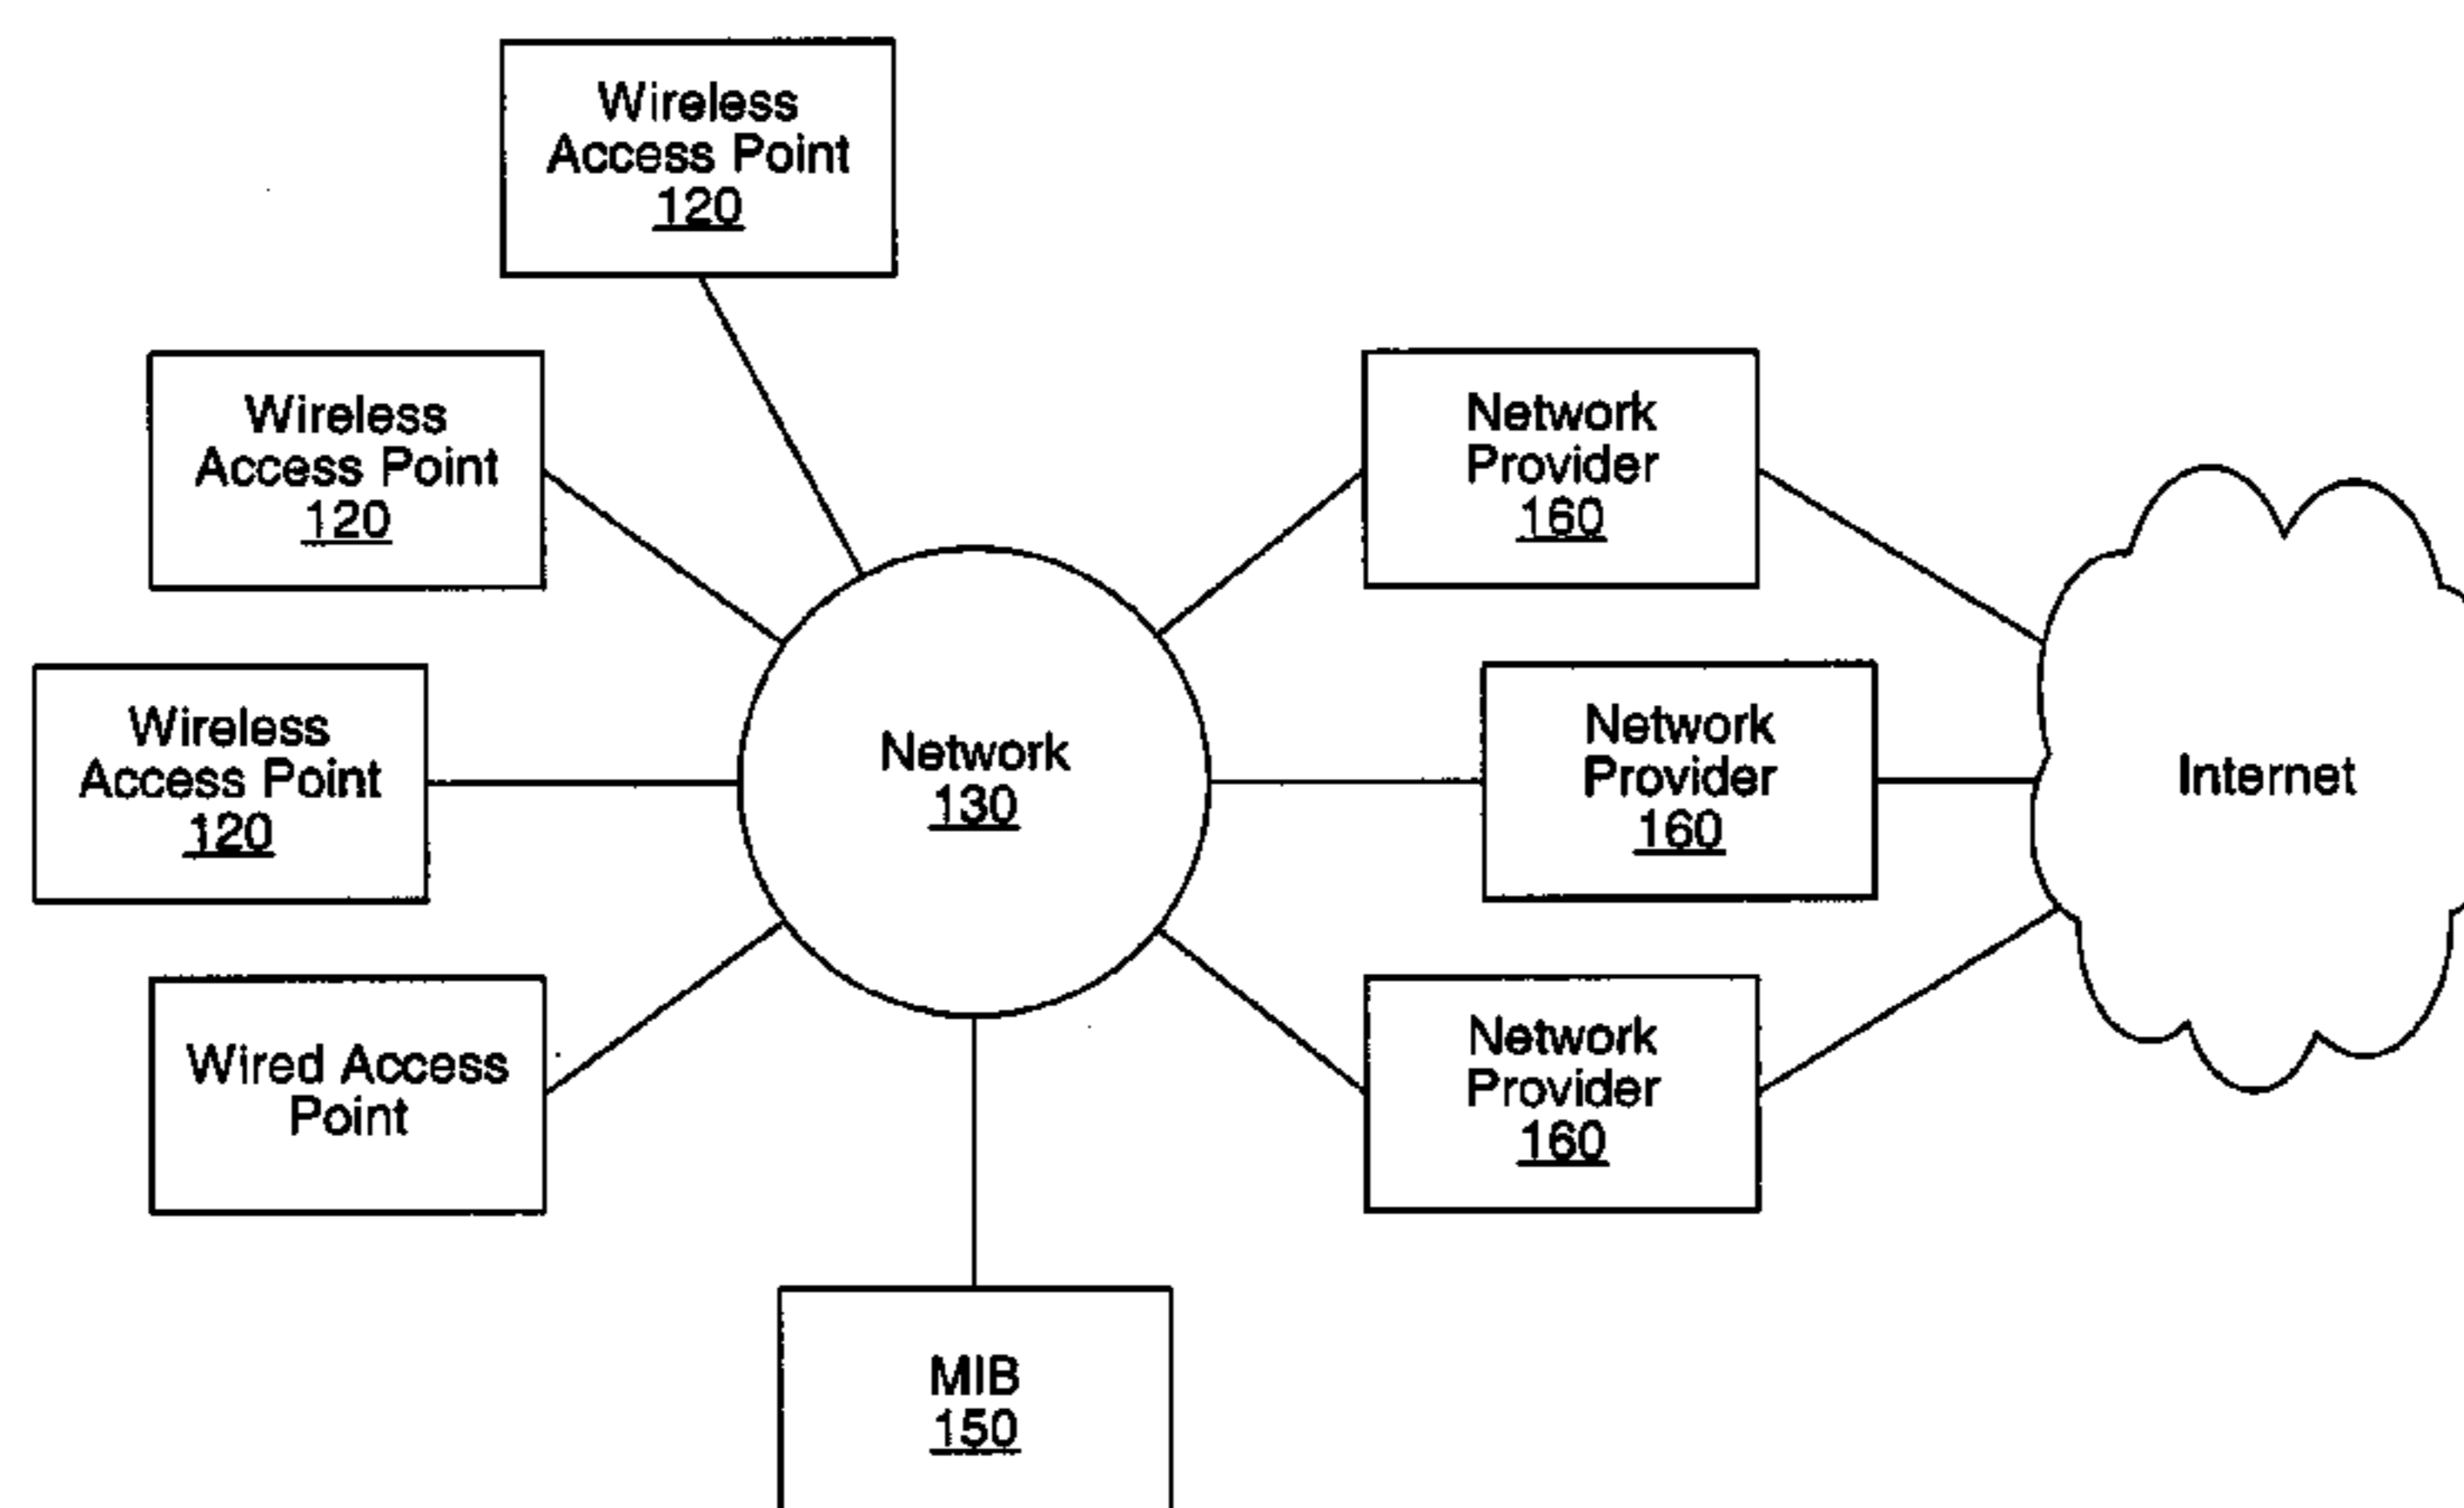 Wireless
Access Point
120
Wireless
Access Point
120
Network
Provider
160
Wireless
Access Point
120
Network
130
Network
Provider
160
Internet
Wired Access
Point
Network
Provider
160
MIB
150